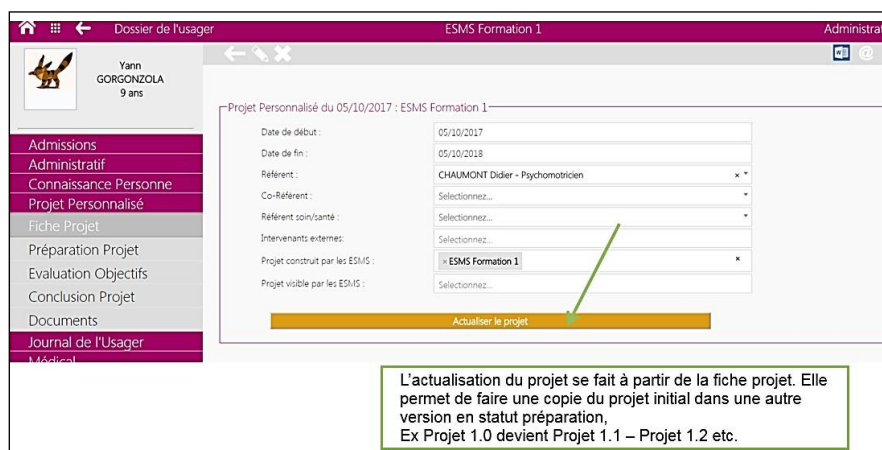 Dossier de l'usager
ESMS Formation 1
Administrat
Yann
GORGONZOLA
9 ans
Projet Personnalisé du 05/10/2017 : ESMS Formation 1
Date de début :
05/10/2017
Date de fin :
05/10/2018
Référent :
CHAUMONT Didier - Psychomotricien
Co-Référent :
Selectionnez...
Référent soin/santé :
Selectionnez...
Intervenants externes:
Selectionnez...
Projet construit par les ESMS :
× ESMS Formation 1
Projet visible par les ESMS :
Selectionnez...
Actualiser le projet
Admissions
Administratif
Connaissance Personne
Projet Personnalisé
Fiche Projet
Préparation Projet
Evaluation Objectifs
Conclusion Projet
Documents
Journal de l'Usager
Médical
L'actualisation du projet se fait à partir de la fiche projet. Elle
permet de faire une copie du projet initial dans une autre
version en statut préparation,
Ex Projet 1.0 devient Projet 1.1 – Projet 1.2 etc.